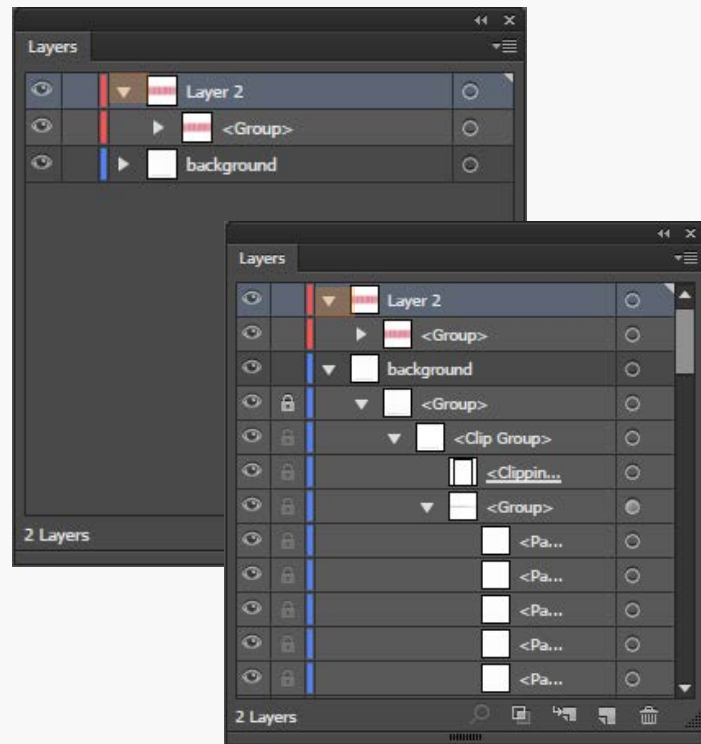 Layers
Layer 2
<Group>
background
2 Layers
Layers
Layer 2
<Group>
background
<Group>
<Clip Group>
<Clippin...
<Group>
<Pa...
<Pa...
<Pa...
<Pa...
<Pa...
2 Layers